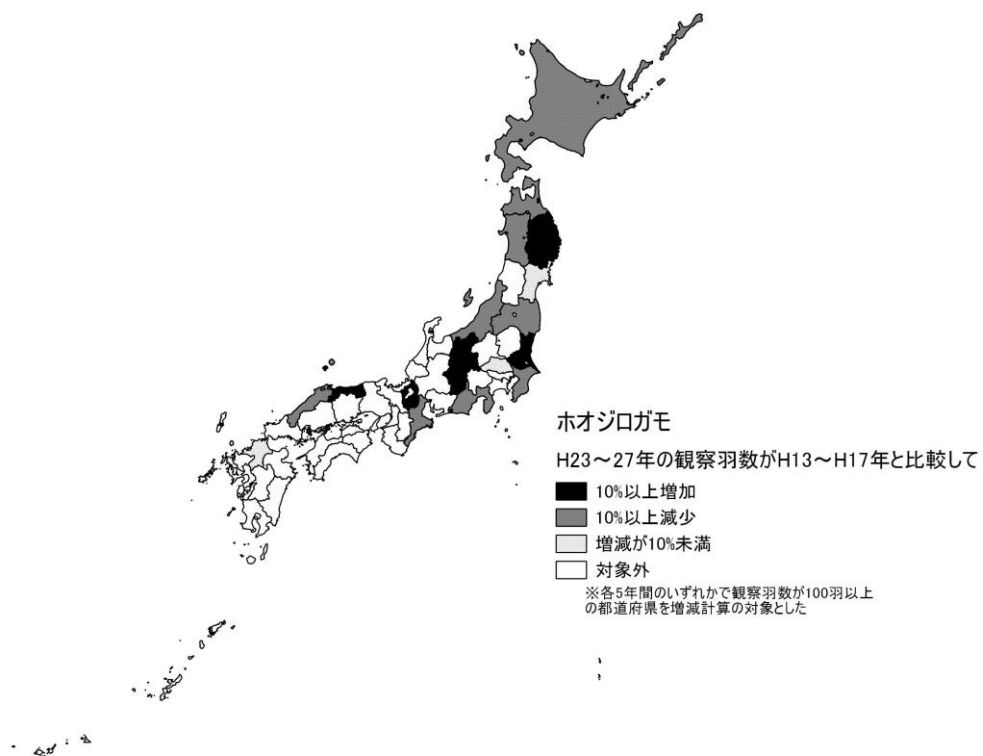 ホオジロガモ
H23～27年の観察羽数がH13～H17年と比較して
10%以上増加
10%以上減少
増減が10%未満
対象外
※各5年間のいずれかで観察羽数が100羽以上
の都道府県を増減計算の対象とした